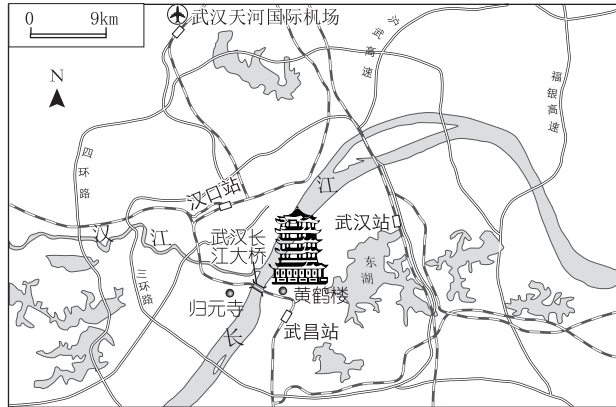 0 9km
武汉天河国际机场
沪武高速
福银高速
N
四环路
汉口站
江
武汉站
汉 江
武汉长
江大桥
东湖
三环路
黄鹤楼
归元寺
武昌站
长